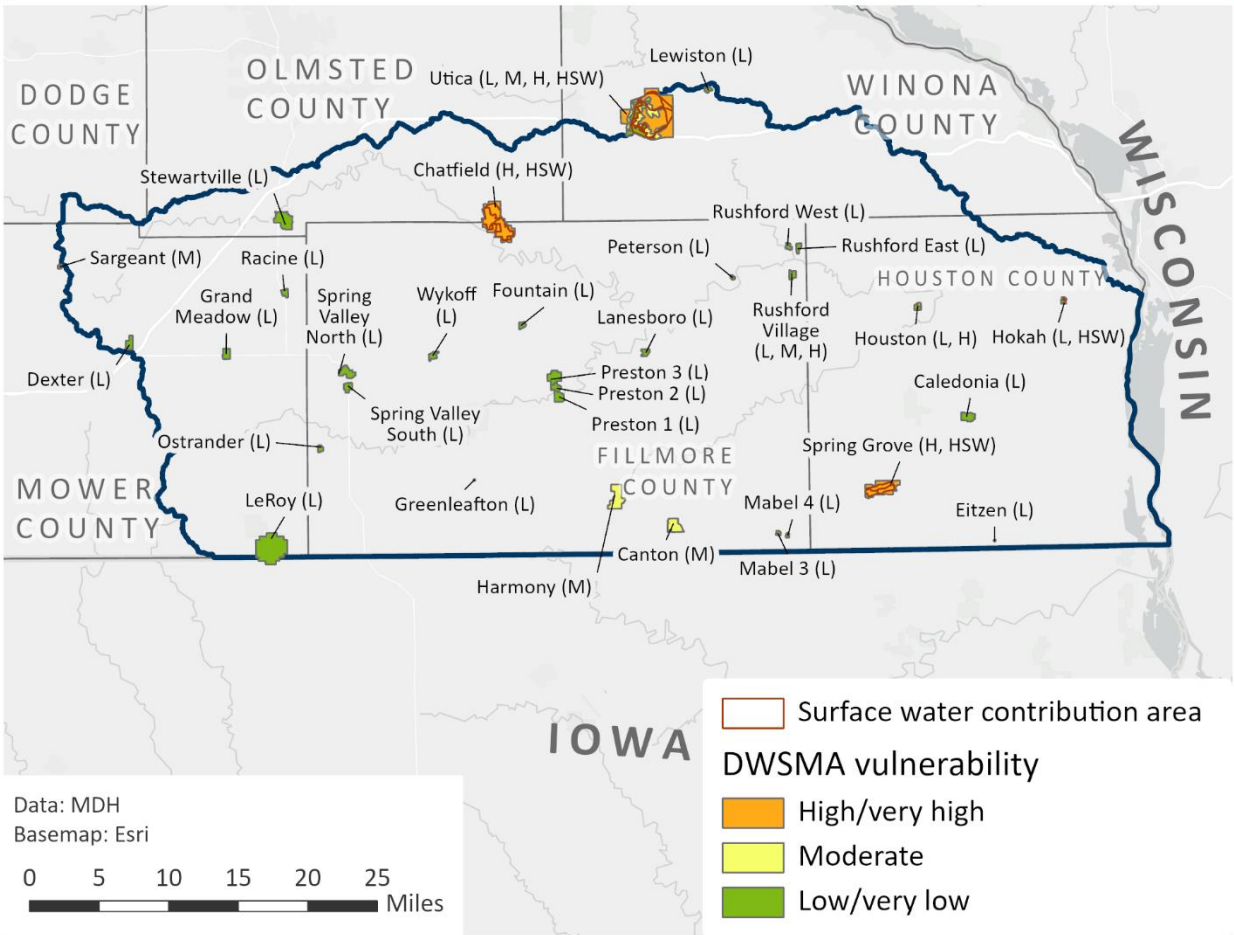 Lewiston (L)
OLMSTED
COUNTY
Utica (L, M, H, HSW)
WINONA
COUNTY
DODGE
COUNTY
WISCONSIN
Stewartville (L)
Chatfield (H, HSW)
Rushford West (L)
Peterson (L)
Rushford East (L)
Sargeant (M)
Racine (L)
HOUSTON COUNTY
Grand
Meadow (L)
Spring
Valley
North (L)
Wykoff
(L)
Fountain (L)
Lanesboro (L)
Rushford
Village
(L, M, H)
Houston (L, H)
Hokah (L, HSW)
Dexter (L)
Preston 3 (L)
Preston 2 (L)
Preston 1 (L)
Caledonia (L)
Spring Valley
South (L)
Ostrander (L)
Spring Grove (H, HSW)
FILLMORE
COUNTY
MOWER
COUNTY
LeRoy (L)
Greenleafton (L)
Mabel 4 (L)
Eitzen (L)
Canton (M)
Mabel 3 (L)
Harmony (M)
IOWA
Surface water contribution area
DWSMA vulnerability
High/very high
Moderate
Low/very low
Data: MDH
Basemap: Esri
0 5 10 15 20 25
Miles